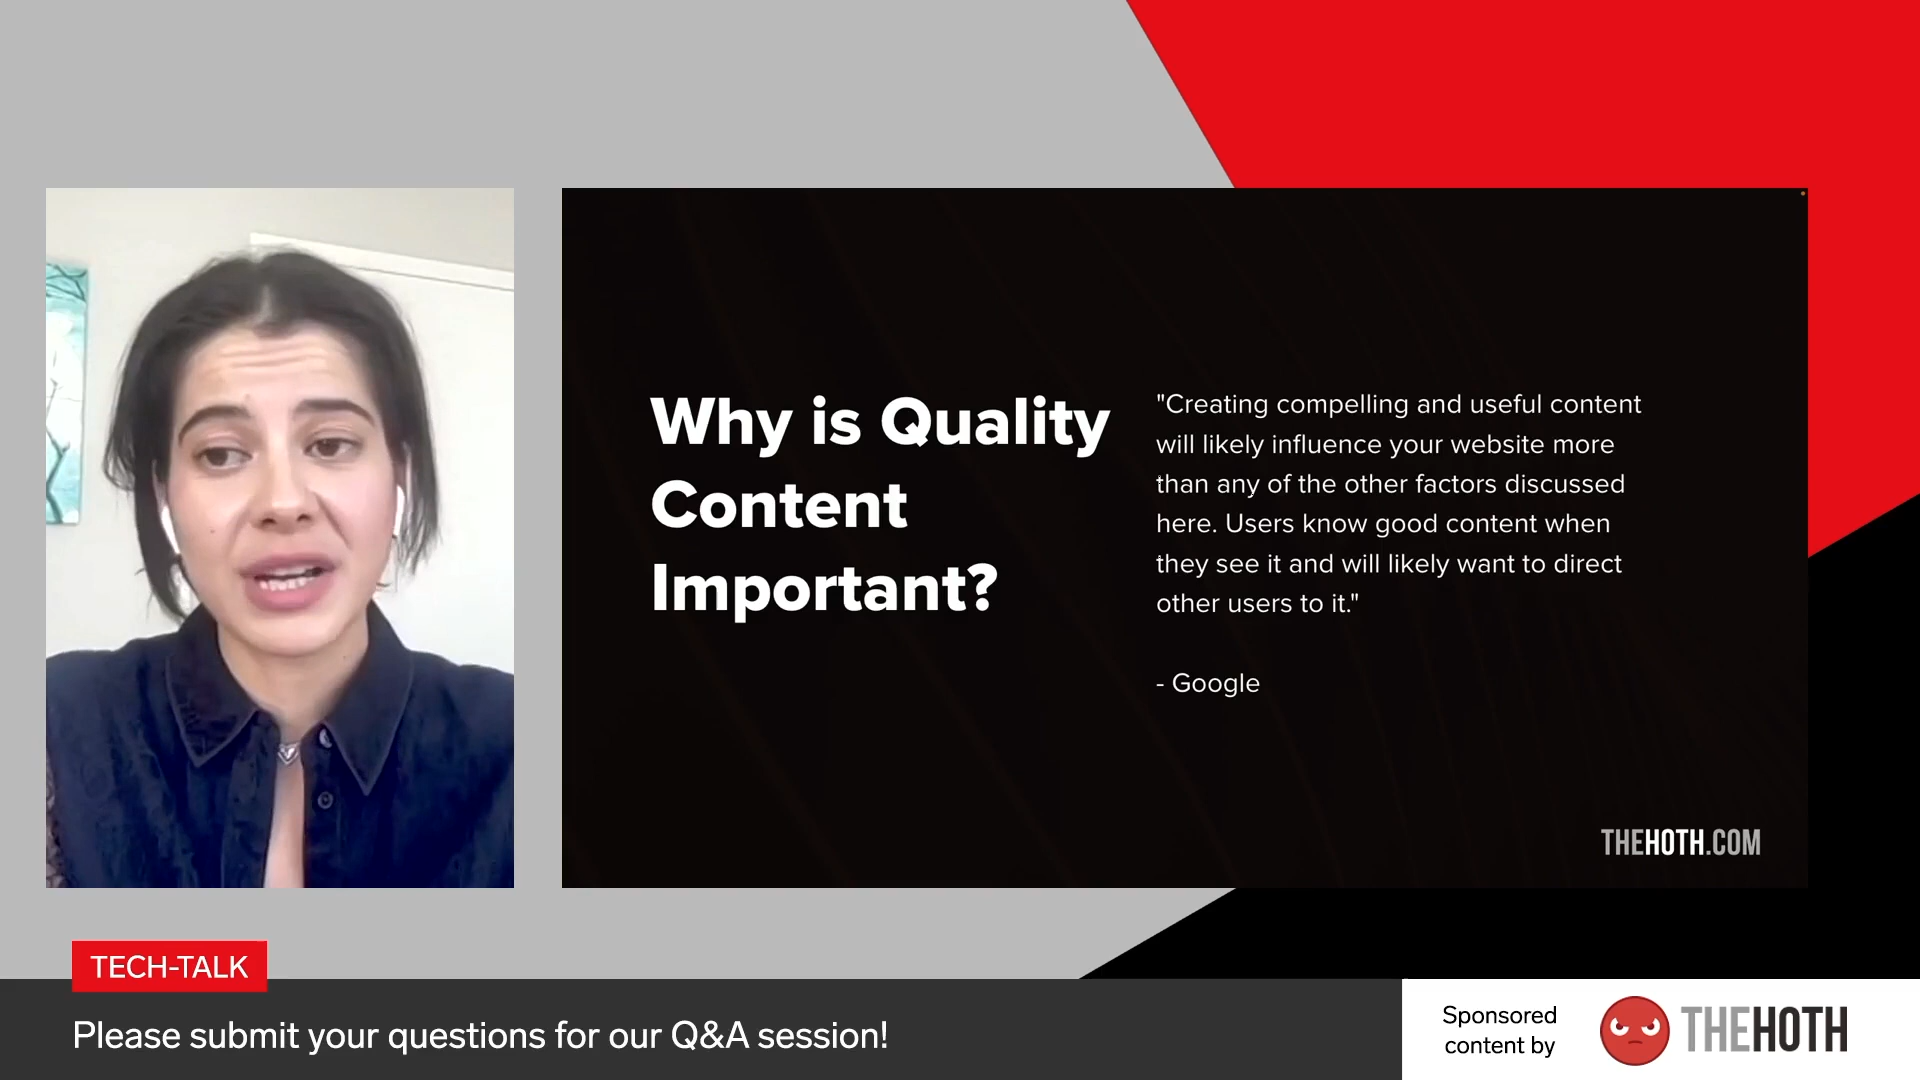 Why is Quality
Content
Important?
"Creating compelling and useful content
will likely influence your website more
than any of the other factors discussed
here. Users know good content when
they see it and will likely want to direct
other users to it."
- Google
THEHOTH.COM
TECH-TALK
Please submit your questions for our Q&A session!
Sponsored
content by
THEHOTH